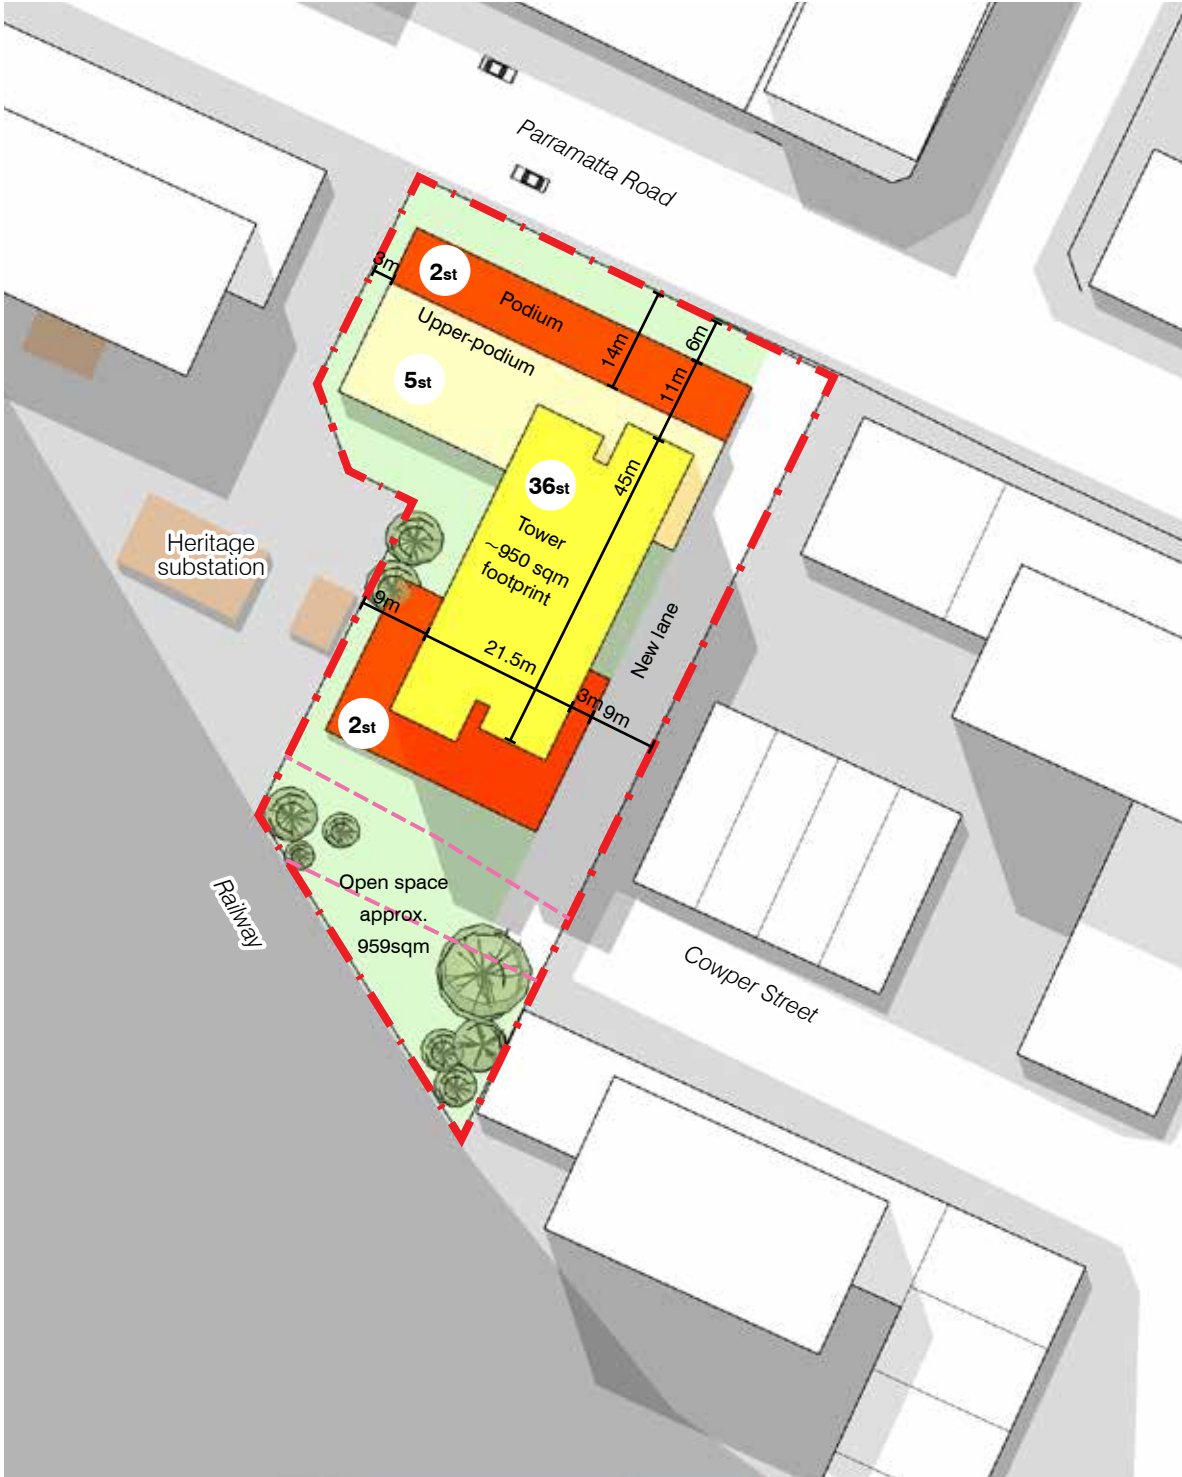 Parramatta Road
3m
2st
Podium
Upper-podium
14m
6m
11m
5st
45m
36st
Tower
~950 sqm
footprint
Heritage
substation
9m
21.5m
New lane
3m
9m
2st
Open space
approx.
959sqm
Railway
Cowper Street